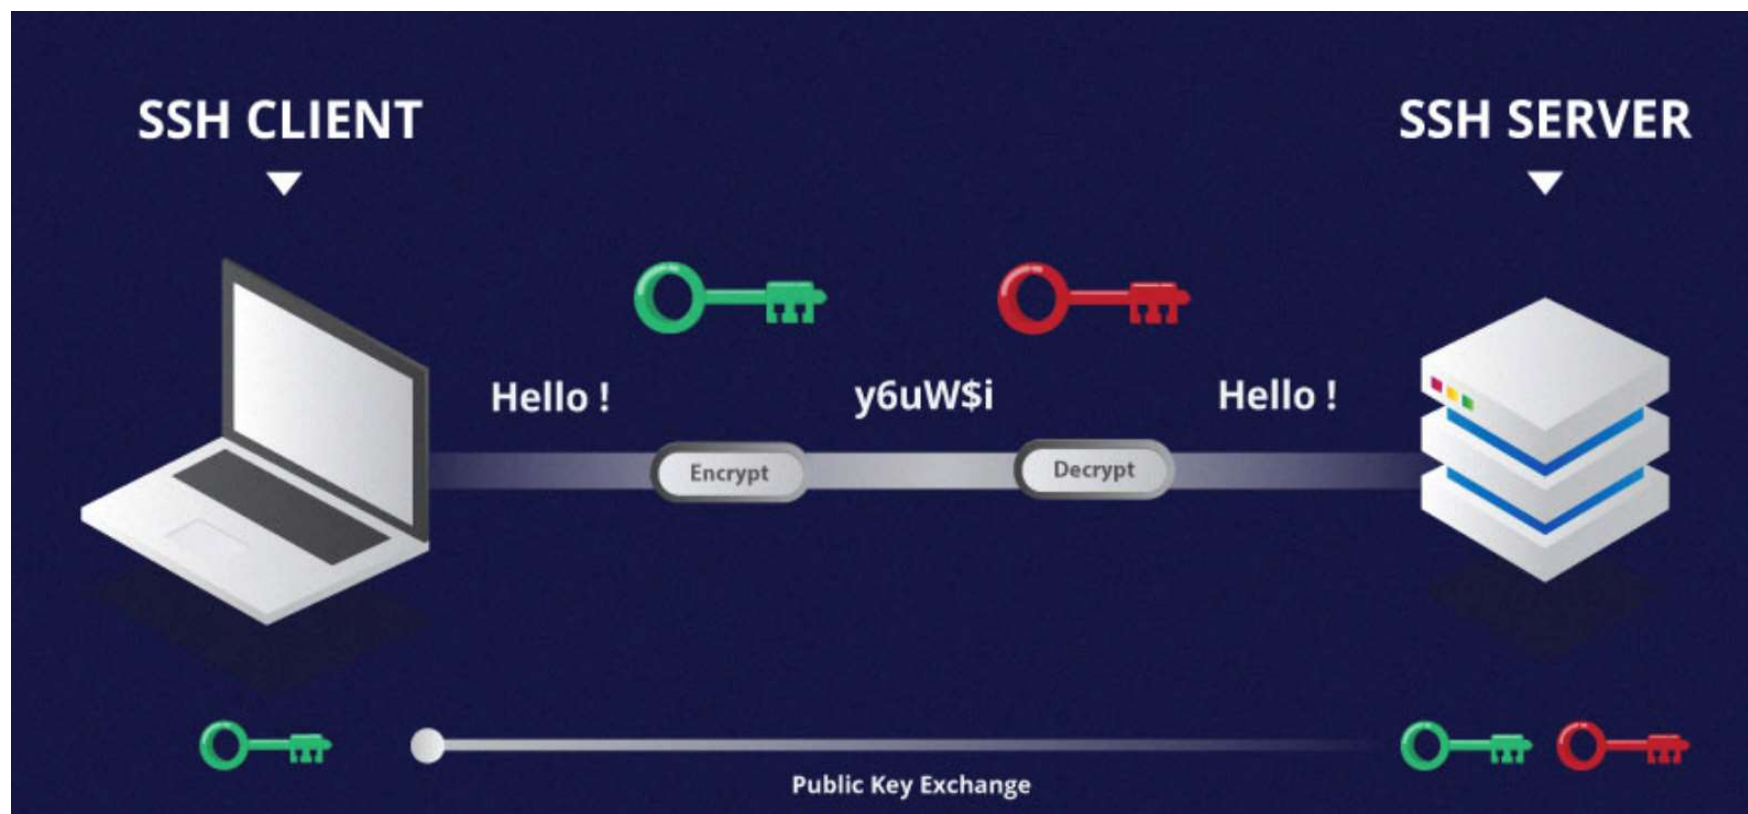 SSH CLIENT
SSH SERVER
Hello !
y6uW$i
Hello !
Encrypt
Decrypt
Public Key Exchange